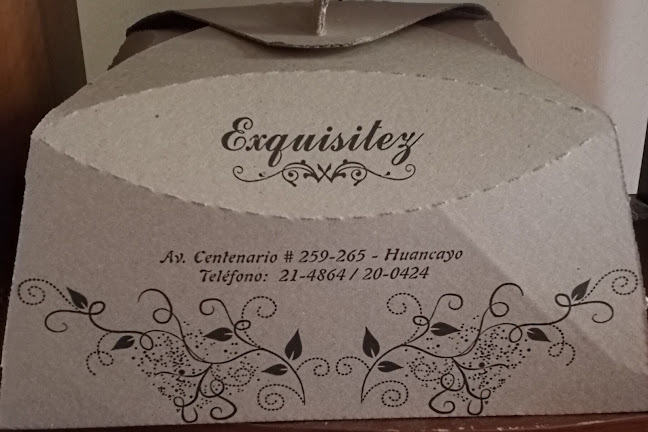 Exquisitez
Av. Centenario # 259-265 - Huancayo
Teléfono: 21-4864 / 20-0424